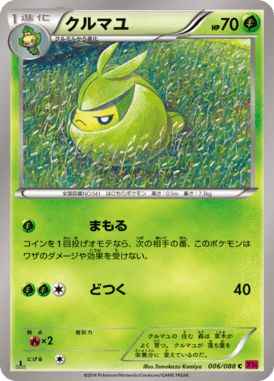 1進化
クルマユ
HP70
クルミルから進化
全国図鑑NO.541 はごもりポケモン 高さ:0.5m 重さ:7.3kg
まもる
コインを1回投げオモテなら、次の相手の番、このポケモンは
ワザのダメージや効果を受けない。
どつく 40
弱点 抵抗力
×2
にげる
クルマユの 住む 森は 草木が
よく 育つ。クルマユが 落ち葉を
栄養分に 変えて いるためだ。
Illus.Tomokazu Komiya
©2014 Pokémon/Nintendo/Creatures/GAME FREAK.
006/088 C XY